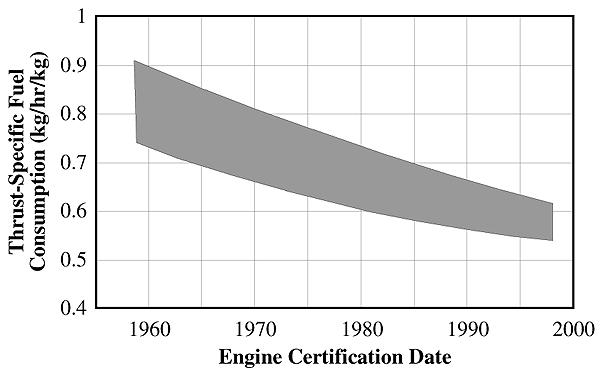 1
0.9
0.8
0.7
0.6
0.5
0.4
Thrust-Specific Fuel
Consumption (kg/hr/kg)
1960 1970 1980 1990 2000
Engine Certification Date